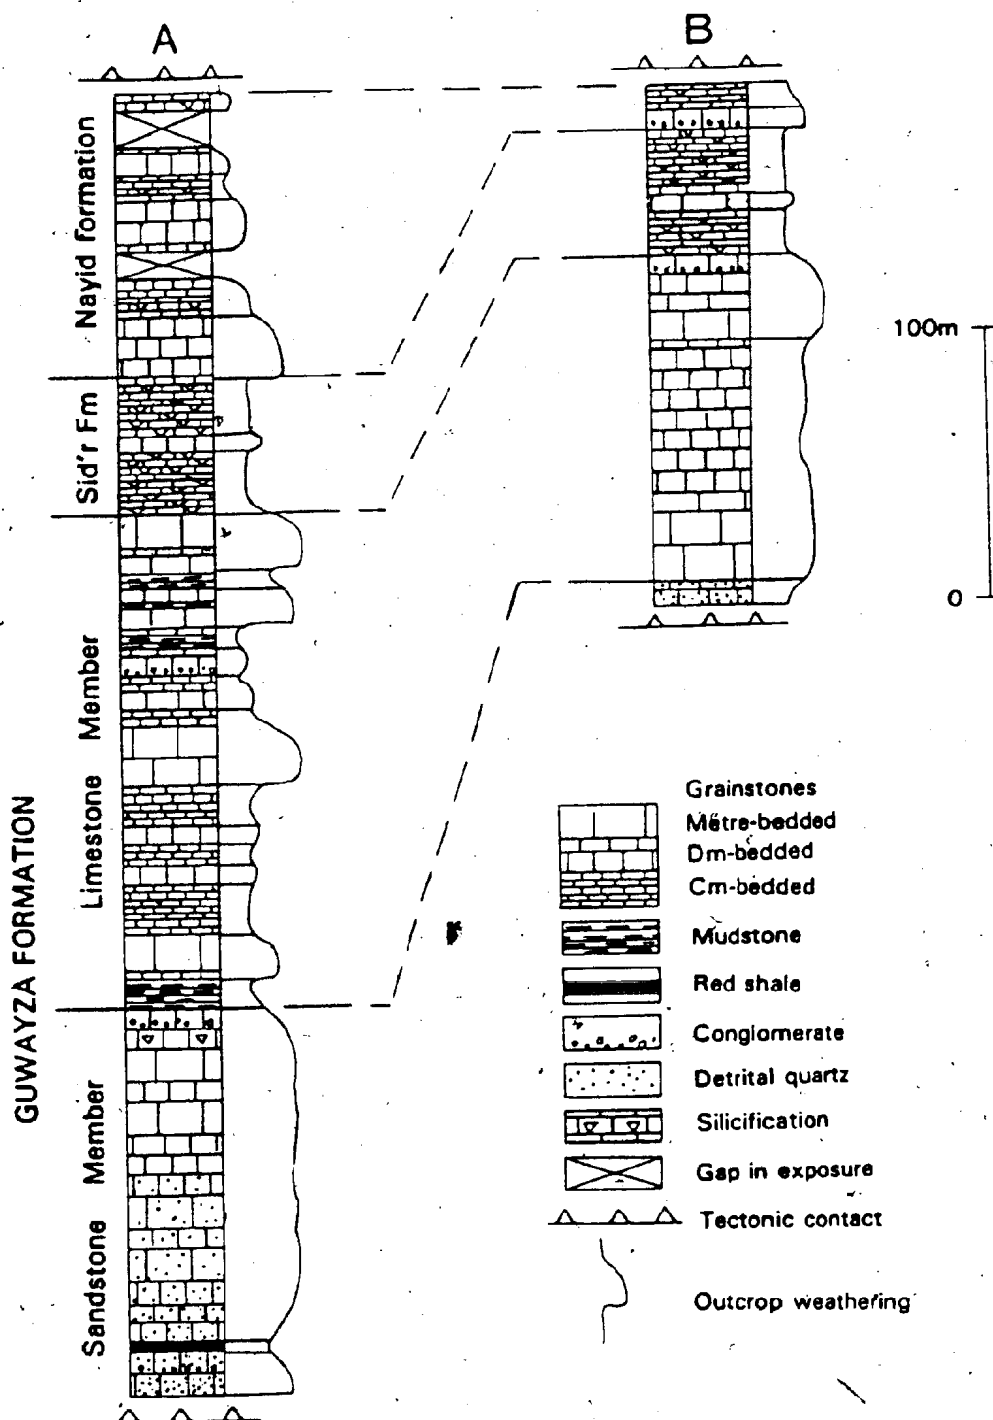 A
B
Nayid formation
Sid'r Fm
Limestone Member
Sandstone Member
GUWAYZA FORMATION
100m
0
Grainstones
Métre-bedded
Dm-bedded
Cm-bedded
Mudstone
Red shale
Conglomerate
Detrital quartz
Silicification
Gap in exposure
Tectonic contact
Outcrop weathering